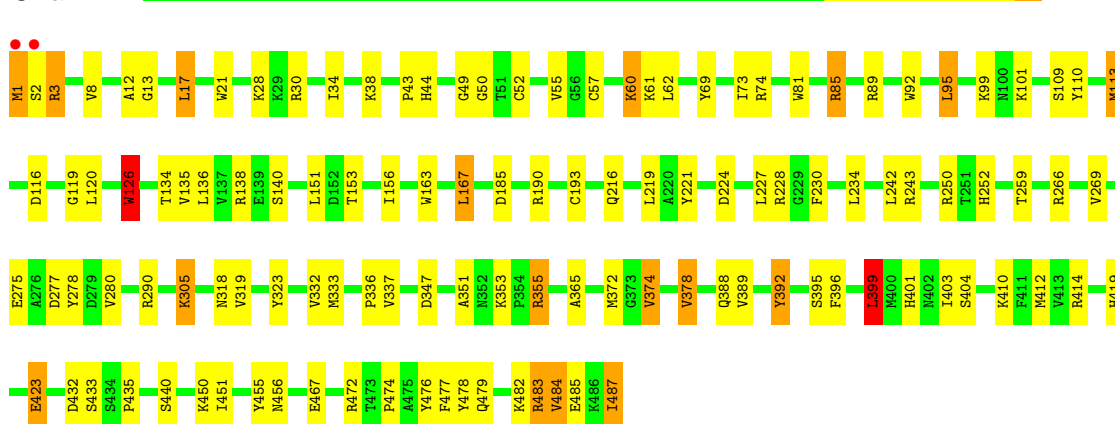 M1 S2 R3 V8 A12 G13 L17 W21 K28 K29 R30 I34 K38 P43 H44 G49 G50 T51 C52 V55 G56 C57 K60 K61 L62 Y69 I73 R74 W81 R85 R89 W92 L95 K99 N100 K101 S109 Y110 M113
D116 G119 L120 W126 T134 V135 L136 V137 R138 E139 S140 L151 D152 T153 I156 W163 L167 D185 R190 C193 Q216 L219 A220 Y221 D224 L227 R228 G229 F230 L234 L242 R243 R250 T251 H252 T259 R266 V269
E275 A276 D277 Y278 D279 V280 R290 K305 N318 V319 Y323 V332 M333 P336 V337 D347 A351 N352 K353 P354 R355 A365 M372 G373 V374 V378 Q388 V389 Y392 S395 F396 L399 M400 H401 N402 I403 S404 K410 F411 M412 V413 R414
E423 D432 S433 S434 P435 S440 K450 I451 Y455 N456 E467 R472 T473 P474 A475 Y476 F477 Y478 Q479 K482 R483 V484 E485 K486 I487